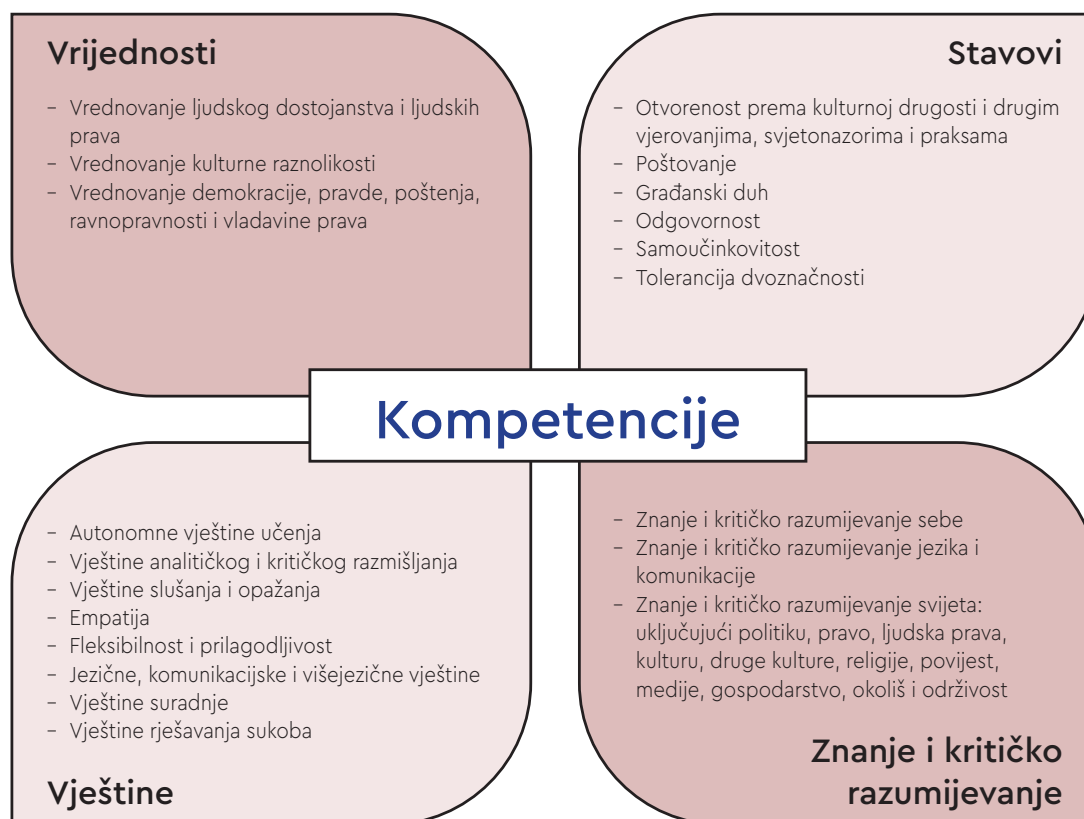 Vrijednosti
– Vrednovanje ljudskog dostojanstva i ljudskih
prava
– Vrednovanje kulturne raznolikosti
– Vrednovanje demokracije, pravde, poštenja,
ravnopravnosti i vladavine prava
Stavovi
– Otvorenost prema kulturnoj drugosti i drugim
vjerovanjima, svjetonazorima i praksama
– Poštovanje
– Građanski duh
– Odgovornost
– Samoučinkovitost
– Tolerancija dvoznačnosti
Kompetencije
– Autonomne vještine učenja
– Vještine analitičkog i kritičkog razmišljanja
– Vještine slušanja i opažanja
– Empatija
– Fleksibilnost i prilagodljivost
– Jezične, komunikacijske i višejezične vještine
– Vještine suradnje
– Vještine rješavanja sukoba
Vještine
– Znanje i kritičko razumijevanje sebe
– Znanje i kritičko razumijevanje jezika i
komunikacije
– Znanje i kritičko razumijevanje svijeta:
uključujući politiku, pravo, ljudska prava,
kulturu, druge kulture, religije, povijest,
medije, gospodarstvo, okoliš i održivost
Znanje i kritičko
razumijevanje